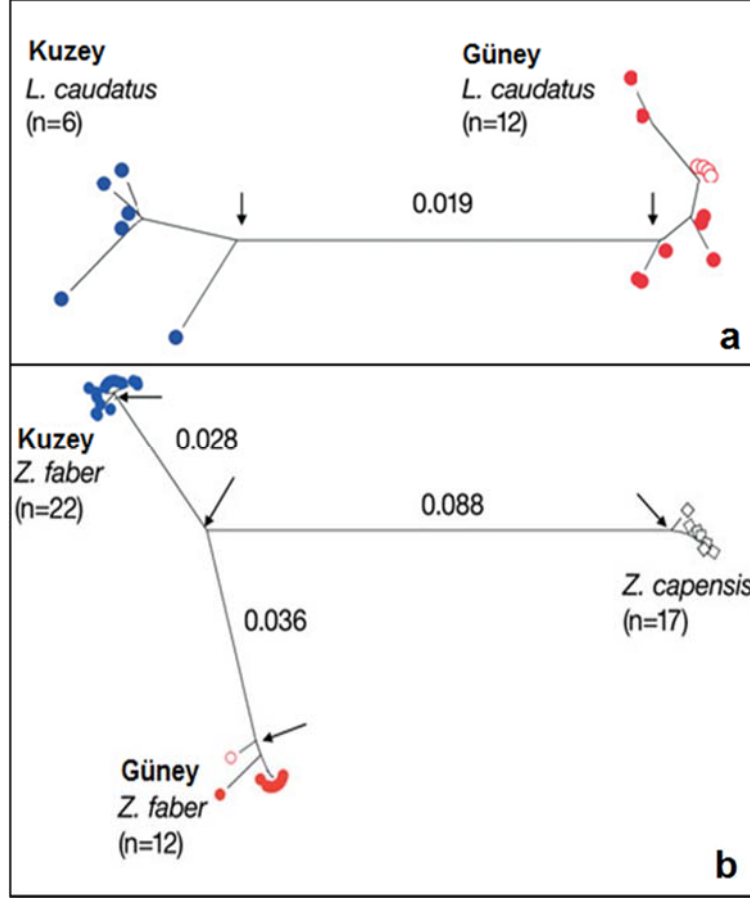 Kuzey
L. caudatus
(n=6)
Güney
L. caudatus
(n=12)
0.019
a
Kuzey
Z. faber
(n=22)
0.028
0.088
Z. capensis
(n=17)
0.036
Güney
Z. faber
(n=12)
b